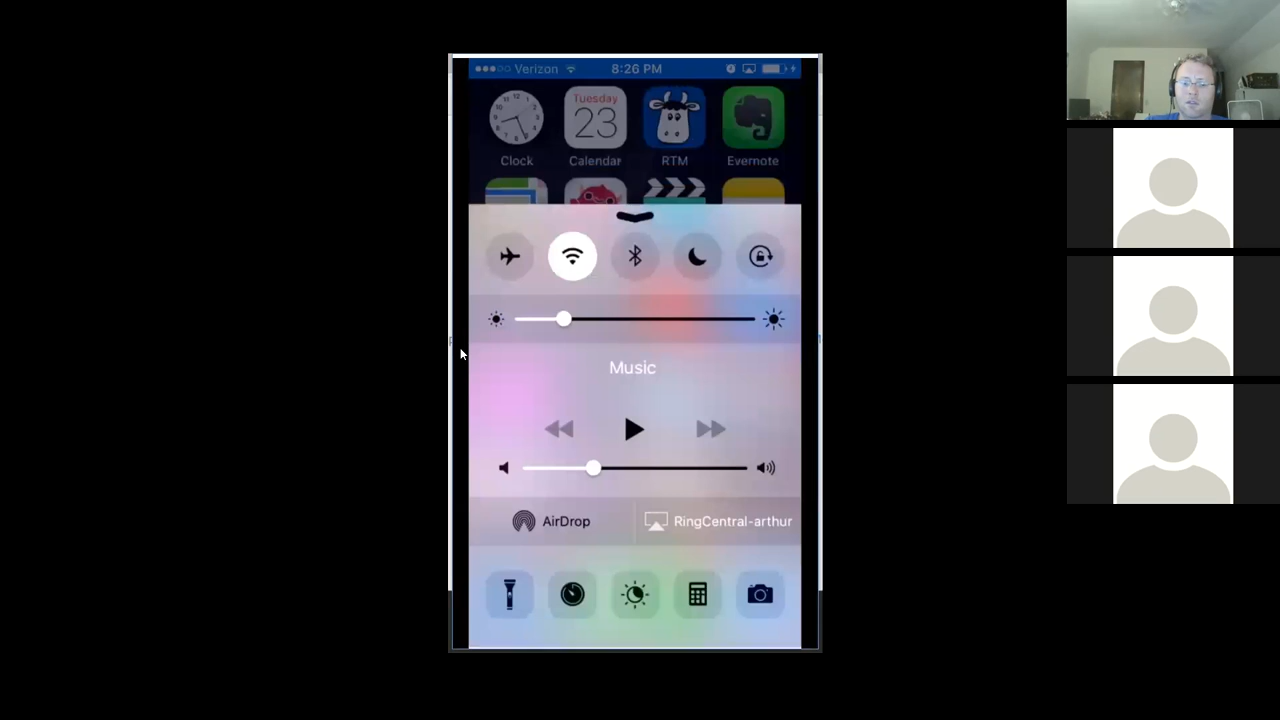 Verizon 8:26 PM
Tuesday
23
Clock Calendar RTM Evernote
Music
AirDrop RingCentral-arthur